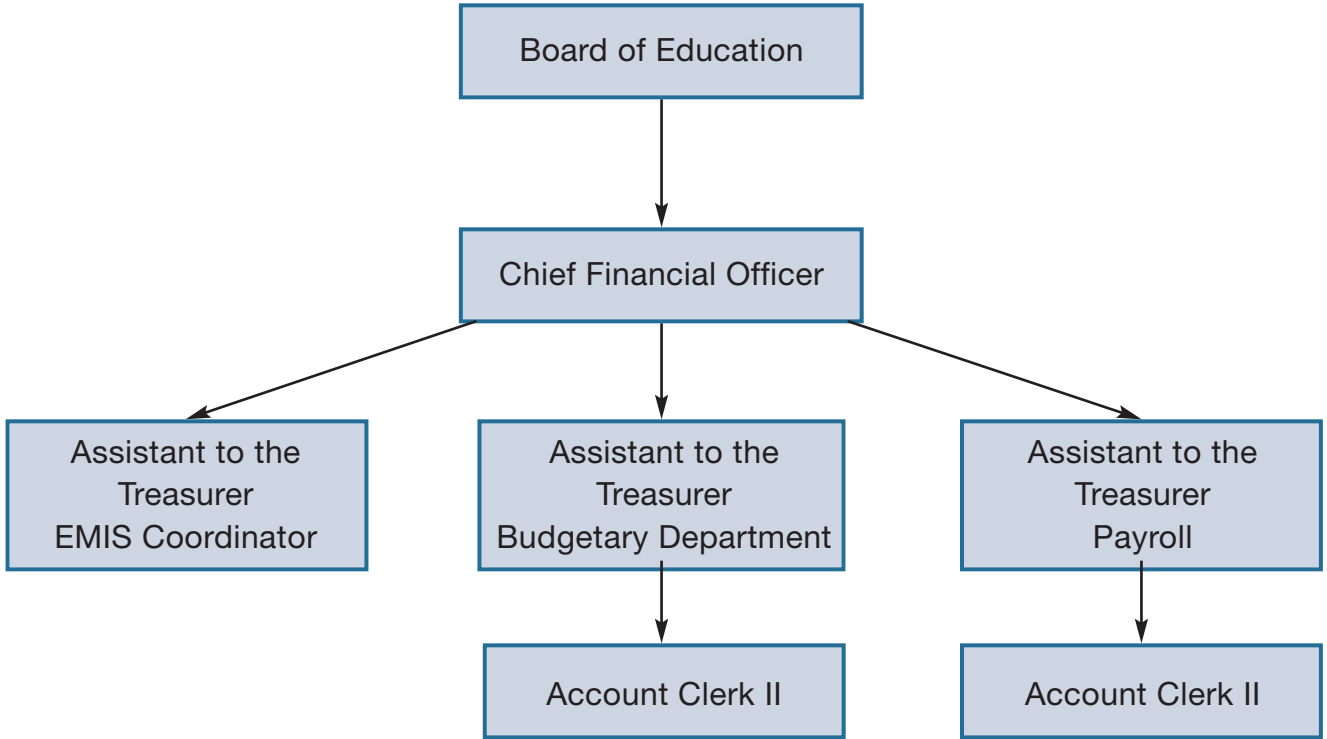 Board of Education
Chief Financial Officer
Assistant to the
Treasurer
EMIS Coordinator
Assistant to the
Treasurer
Budgetary Department
Assistant to the
Treasurer
Payroll
Account Clerk II
Account Clerk II